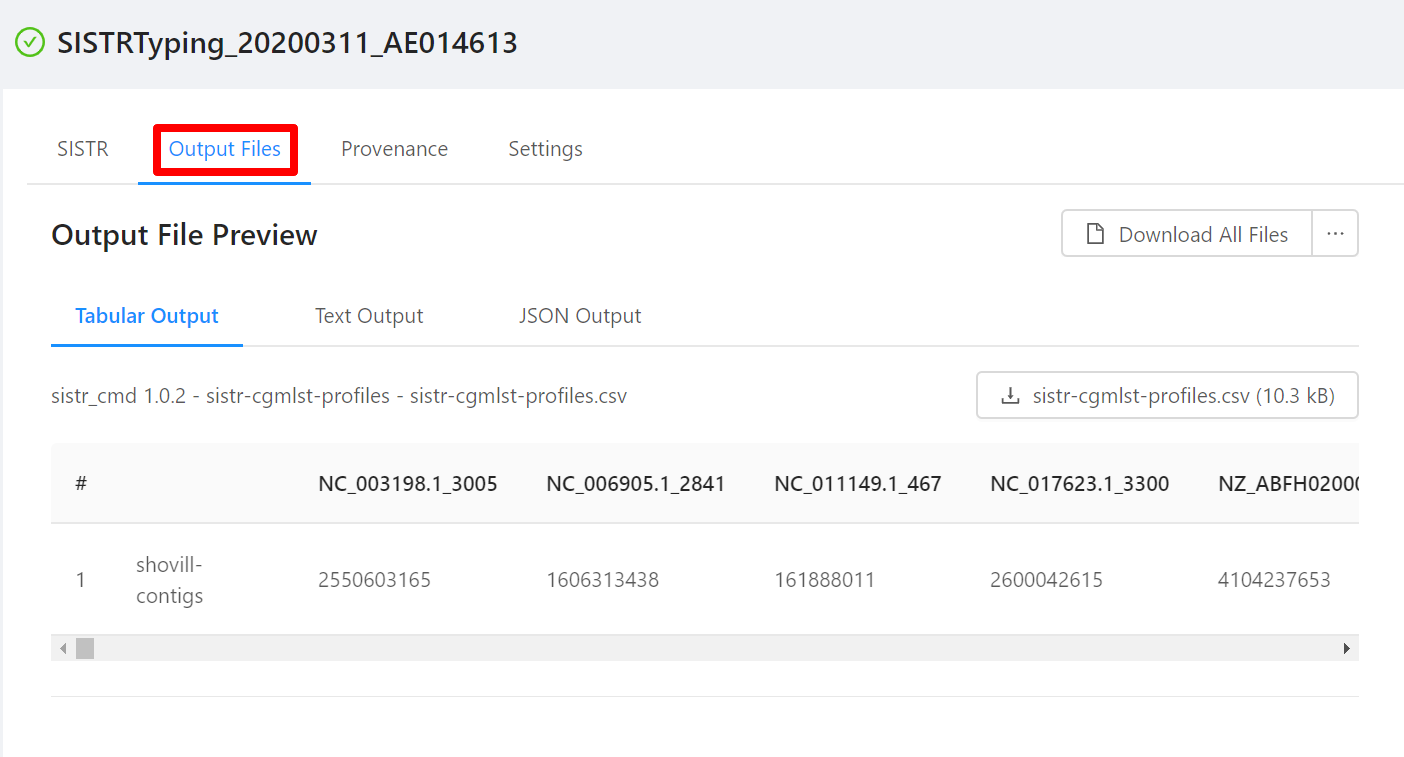 SISTRTyping_20200311_AE014613
SISTR Output Files Provenance Settings
Output File Preview
Download All Files ...
Tabular Output Text Output JSON Output
sistr_cmd 1.0.2 - sistr-cgmlst-profiles - sistr-cgmlst-profiles.csv
sistr-cgmlst-profiles.csv (10.3 kB)
# NC_003198.1_3005 NC_006905.1_2841 NC_011149.1_467 NC_017623.1_3300 NZ_ABFH02000
1 shovill-
contigs 2550603165 1606313438 161888011 2600042615 4104237653